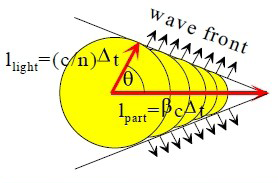 wave front
l_light=(c/n)Δt
θ
l_part=βcΔt